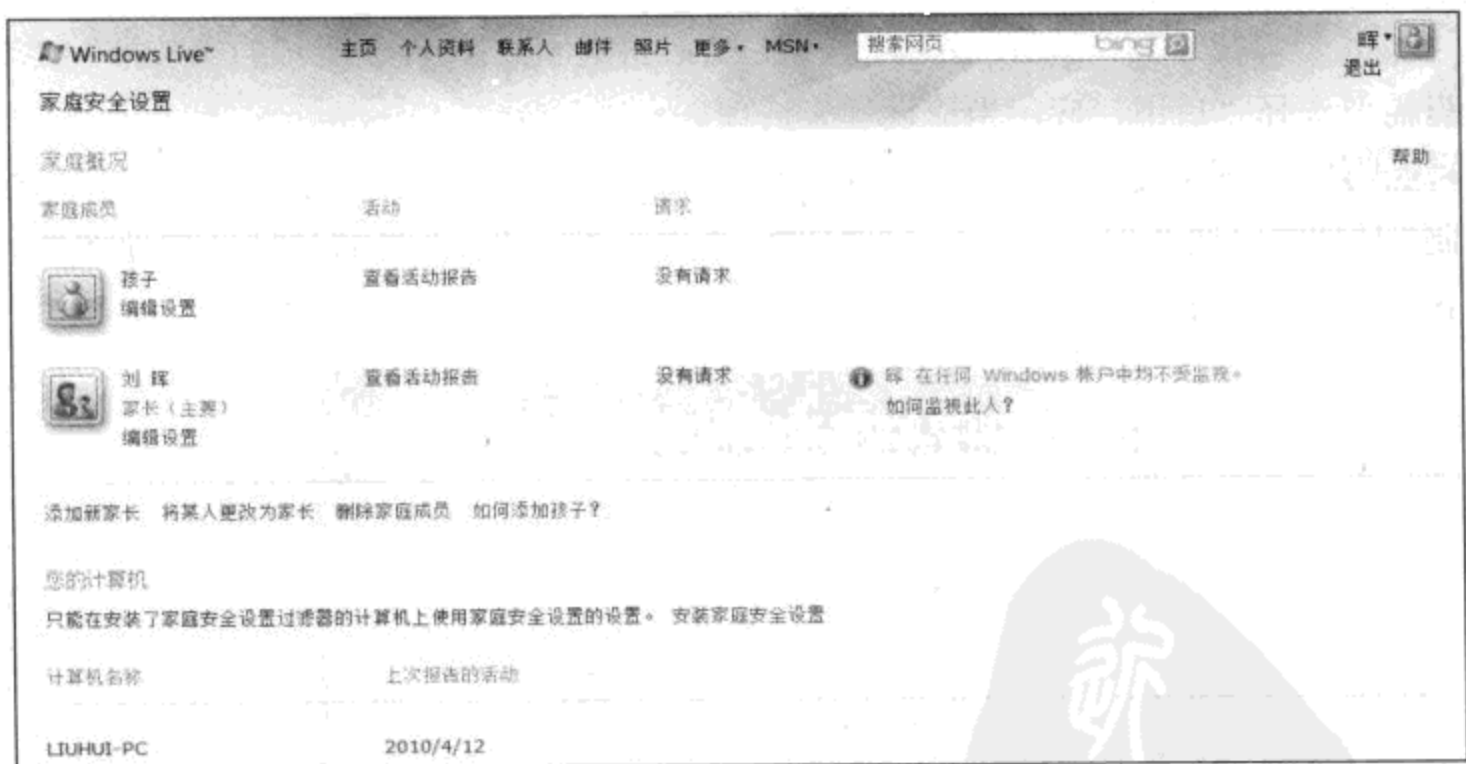 Windows Live™ 主页 个人资料 联系人 邮件 照片 更多 MSN 搜索网页 bing 晖
退出
家庭安全设置
家庭概况 帮助
家庭成员 活动 请求
孩子 查看活动报告 没有请求
编辑设置
刘 晖 查看活动报告 没有请求 晖 在任何 Windows 帐户中均不受监视。
家长（主要） 如何监视此人？
编辑设置
添加新家长 将某人更改为家长 删除家庭成员 如何添加孩子？
您的计算机
只能在安装了家庭安全设置过滤器的计算机上使用家庭安全设置的设置。 安装家庭安全设置
计算机名称 上次报告的活动
LIUHUI-PC 2010/4/12